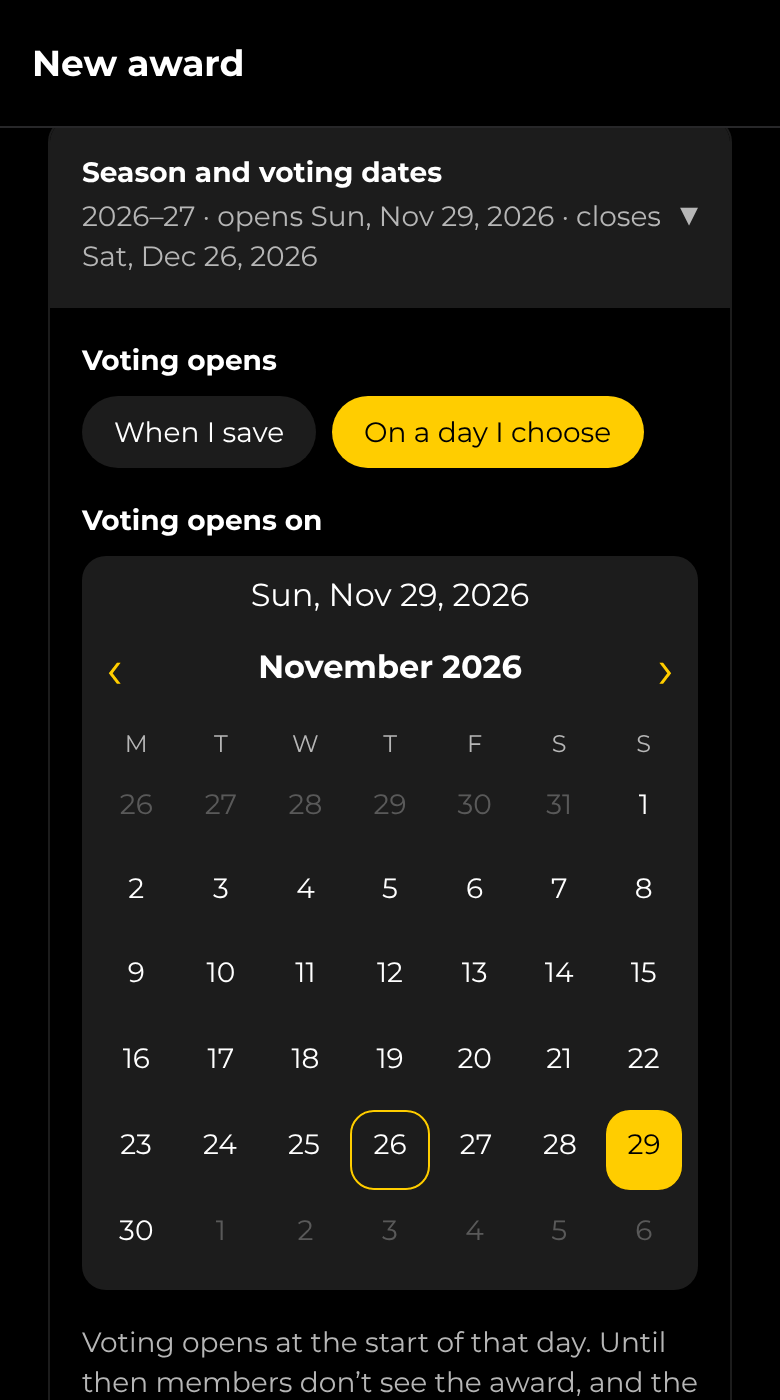 New award
Season and voting dates
2026–27 · opens Sun, Nov 29, 2026 · closes ▼
Sat, Dec 26, 2026
Voting opens
When I save On a day I choose
Voting opens on
Sun, Nov 29, 2026
‹ November 2026 ›
M T W T F S S
26 27 28 29 30 31 1
2 3 4 5 6 7 8
9 10 11 12 13 14 15
16 17 18 19 20 21 22
23 24 25 26 27 28 29
30 1 2 3 4 5 6
Voting opens at the start of that day. Until
then members don’t see the award, and the